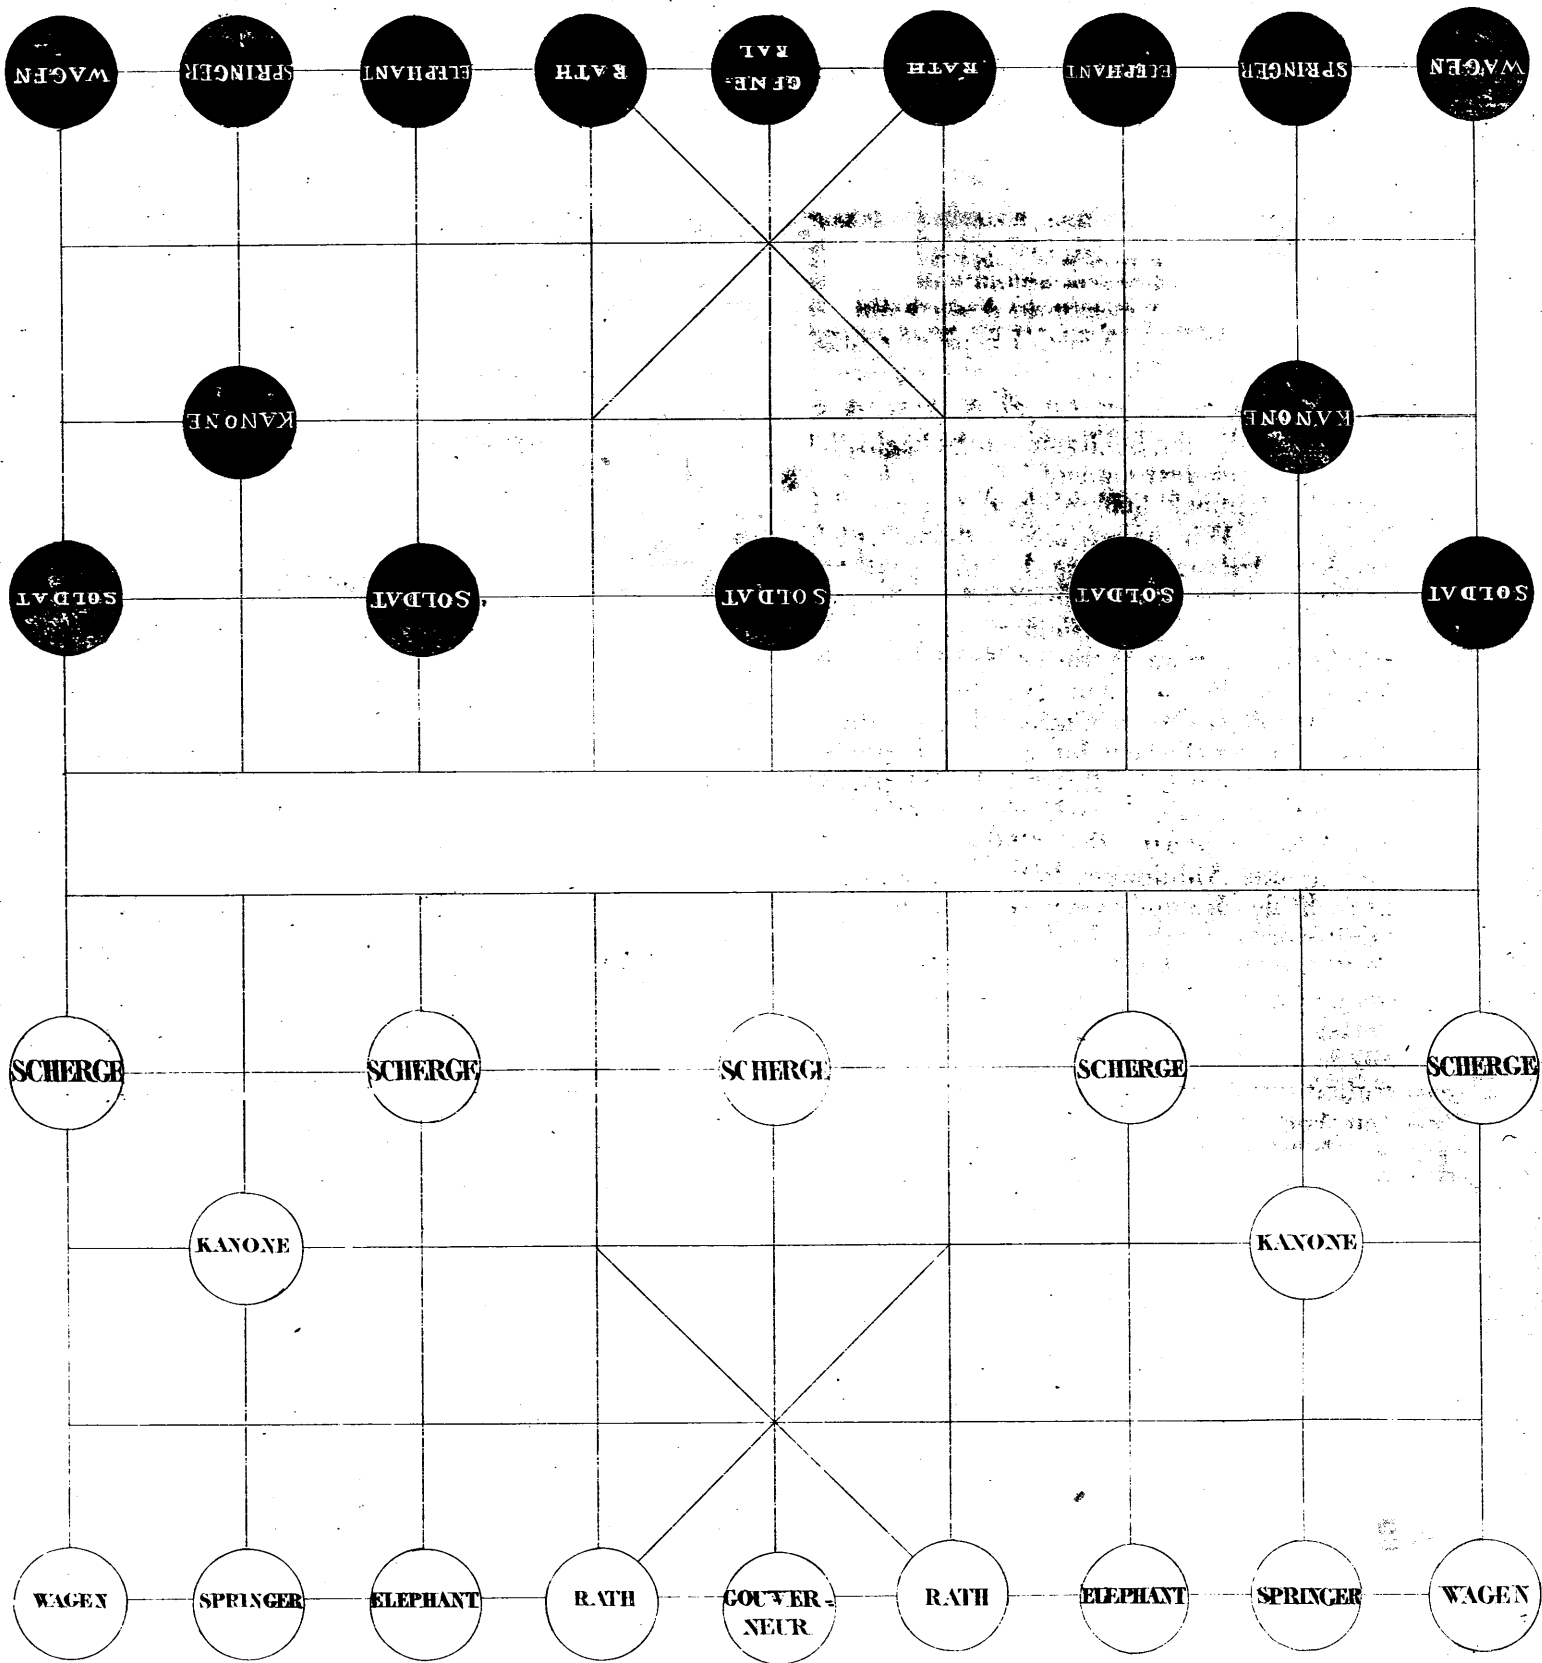 WAGEN SPRINGER ELEPHANT RATH GENE-
RAL RATH ELEPHANT SPRINGER WAGEN
KANONE KANONE
SOLDAT SOLDAT SOLDAT SOLDAT SOLDAT
SCHERGE SCHERGE SCHERGE SCHERGE SCHERGE
KANONE KANONE
WAGEN SPRINGER ELEPHANT RATH GOUVER-
NEUR RATH ELEPHANT SPRINGER WAGEN